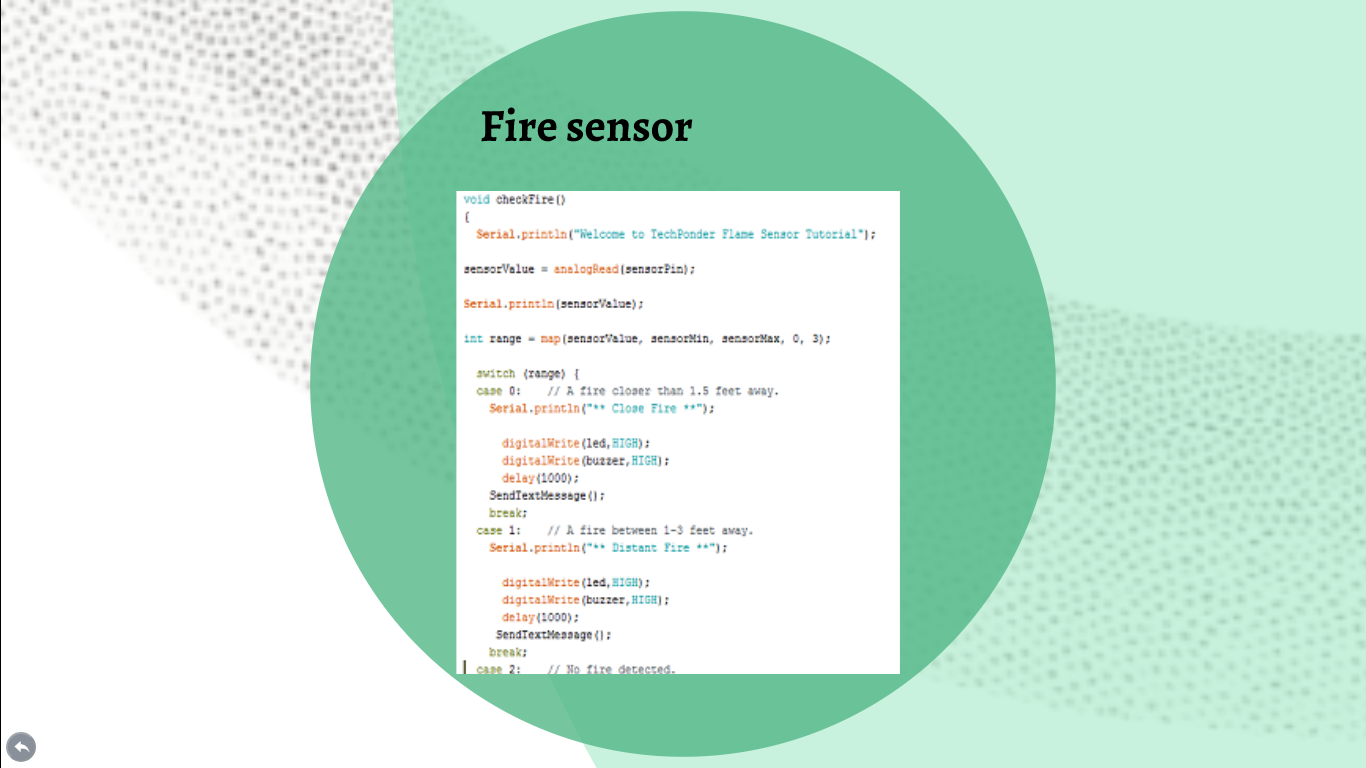 Fire sensor
void checkFire()
{
Serial.println("Welcome to TechPonder Flame Sensor Tutorial");
sensorValue = analogRead(sensorPin);
Serial.println(sensorValue);
int range = map(sensorValue, sensorMin, sensorMax, 0, 3);
switch (range) {
case 0:    // A fire closer than 1.5 feet away.
Serial.println("** Close Fire **");
digitalWrite(led,HIGH);
digitalWrite(buzzer,HIGH);
delay(1000);
SendTextMessage();
break;
case 1:    // A fire between 1-3 feet away.
Serial.println("** Distant Fire **");
digitalWrite(led,HIGH);
digitalWrite(buzzer,HIGH);
delay(1000);
SendTextMessage();
break;
case 2:    // No fire detected.